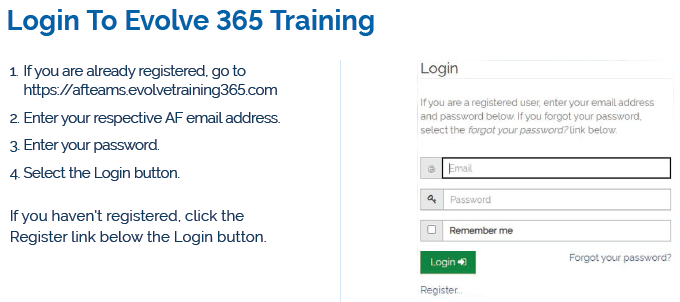 Login To Evolve 365 Training
1. If you are already registered, go to
https://afteams.evolvetraining365.com
2. Enter your respective AF email address.
3. Enter your password.
4. Select the Login button.
If you haven't registered, click the
Register link below the Login button.
Login
If you are a registered user, enter your email address
and password below. If you forgot your password,
select the forgot your password? link below.
@ Email
Password
Remember me
Login
Forgot your password?
Register...